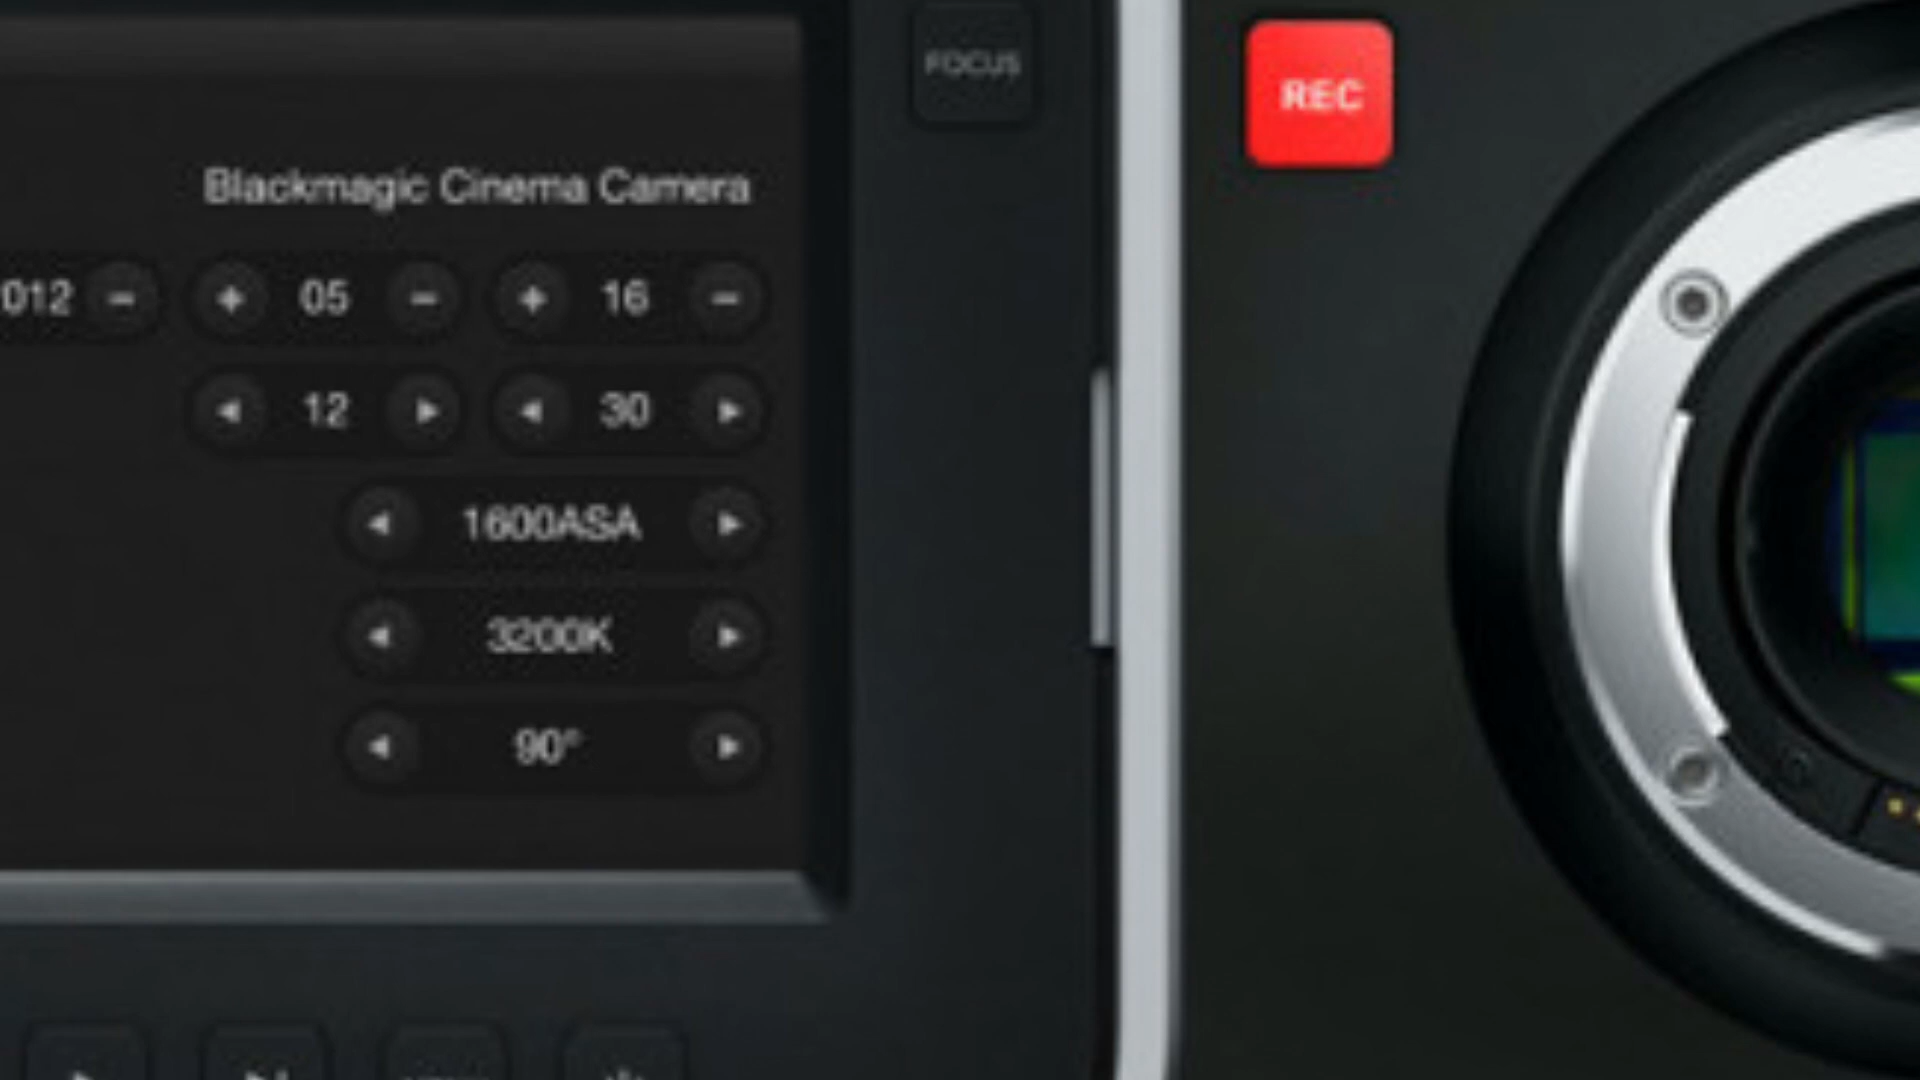 FOCUS
REC
Blackmagic Cinema Camera
012 − + 05 − + 16 −
12 30
1600ASA
3200K
90°